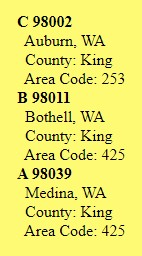 C 98002
Auburn, WA
County: King
Area Code: 253
B 98011
Bothell, WA
County: King
Area Code: 425
A 98039
Medina, WA
County: King
Area Code: 425